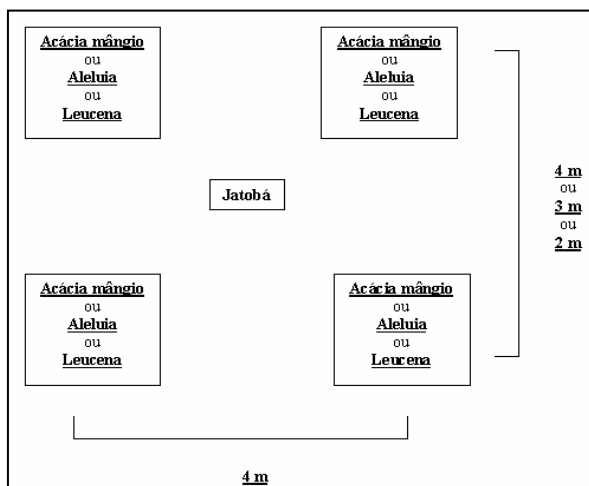 Acácia mângio
ou
Aleluia
ou
Leucena
Acácia mângio
ou
Aleluia
ou
Leucena
4 m
ou
3 m
ou
2 m
Jatobá
Acácia mângio
ou
Aleluia
ou
Leucena
Acácia mângio
ou
Aleluia
ou
Leucena
4 m